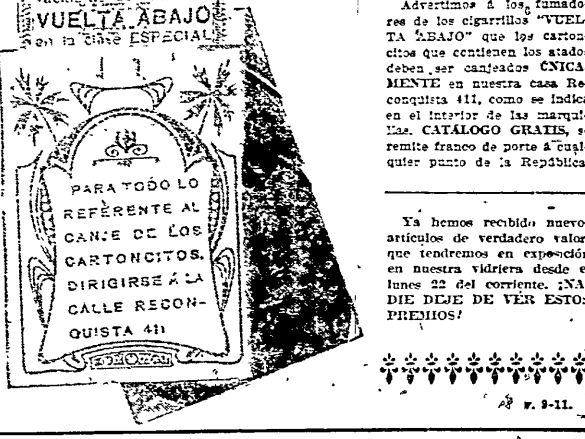 VUELTA ABAJO
en la clase ESPECIAL
PARA TODO LO
REFERENTE AL
CANJE DE LOS
CARTONCITOS,
DIRIGIRSE Á LA
CALLE RECON-
QUISTA 411
Advertimos á los fumado-
res de los cigarrillos "VUEL-
TA ABAJO" que los carton-
citos que contienen los atados
deben ser canjeados ÚNICA-
MENTE en nuestra casa Re-
conquista 411, como se indica
en el interior de las marqui-
llas. CATÁLOGO GRATIS, se
remite franco de porte á cual-
quier punto de la República
Ya hemos recibido nuevos
artículos de verdadero valor
que tendremos en exposición
en nuestra vidriera desde el
lunes 22 del corriente. ¡NA-
DIE DEJE DE VER ESTOS
PREMIOS!
v. 9-11.